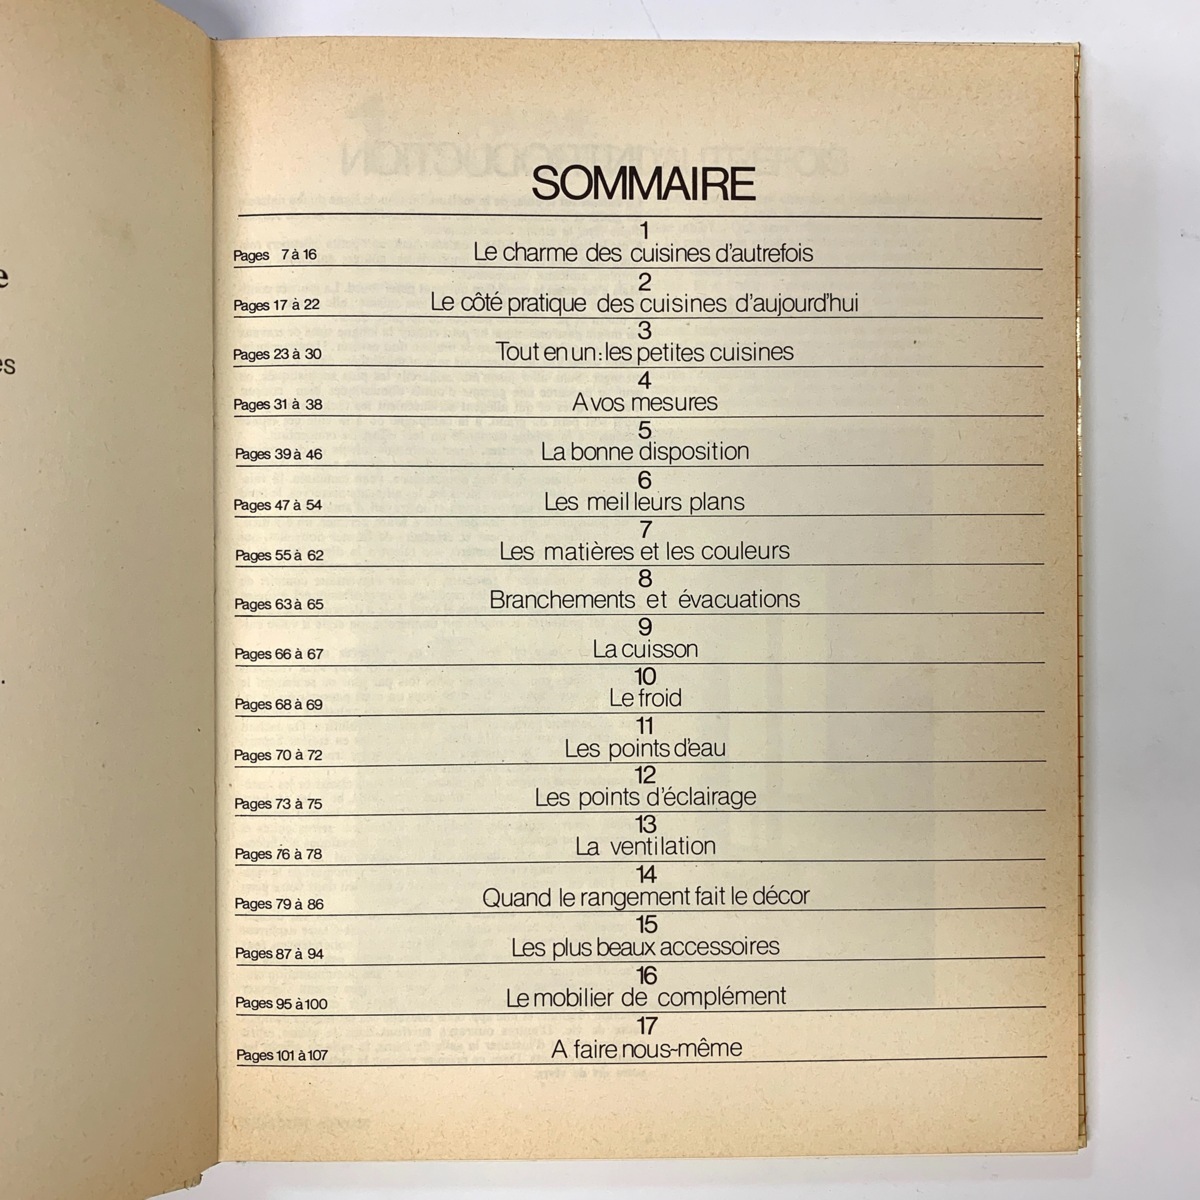 e
es
.
SOMMAIRE
1
Pages 7 à 16 Le charme des cuisines d'autrefois
2
Pages 17 à 22 Le côté pratique des cuisines d'aujourd'hui
3
Pages 23 à 30 Tout en un: les petites cuisines
4
Pages 31 à 38 A vos mesures
5
Pages 39 à 46 La bonne disposition
6
Pages 47 à 54 Les meilleurs plans
7
Pages 55 à 62 Les matières et les couleurs
8
Pages 63 à 65 Branchements et évacuations
9
Pages 66 à 67 La cuisson
10
Pages 68 à 69 Le froid
11
Pages 70 à 72 Les points d'eau
12
Pages 73 à 75 Les points d'éclairage
13
Pages 76 à 78 La ventilation
14
Pages 79 à 86 Quand le rangement fait le décor
15
Pages 87 à 94 Les plus beaux accessoires
16
Pages 95 à 100 Le mobilier de complément
17
Pages 101 à 107 A faire nous-même